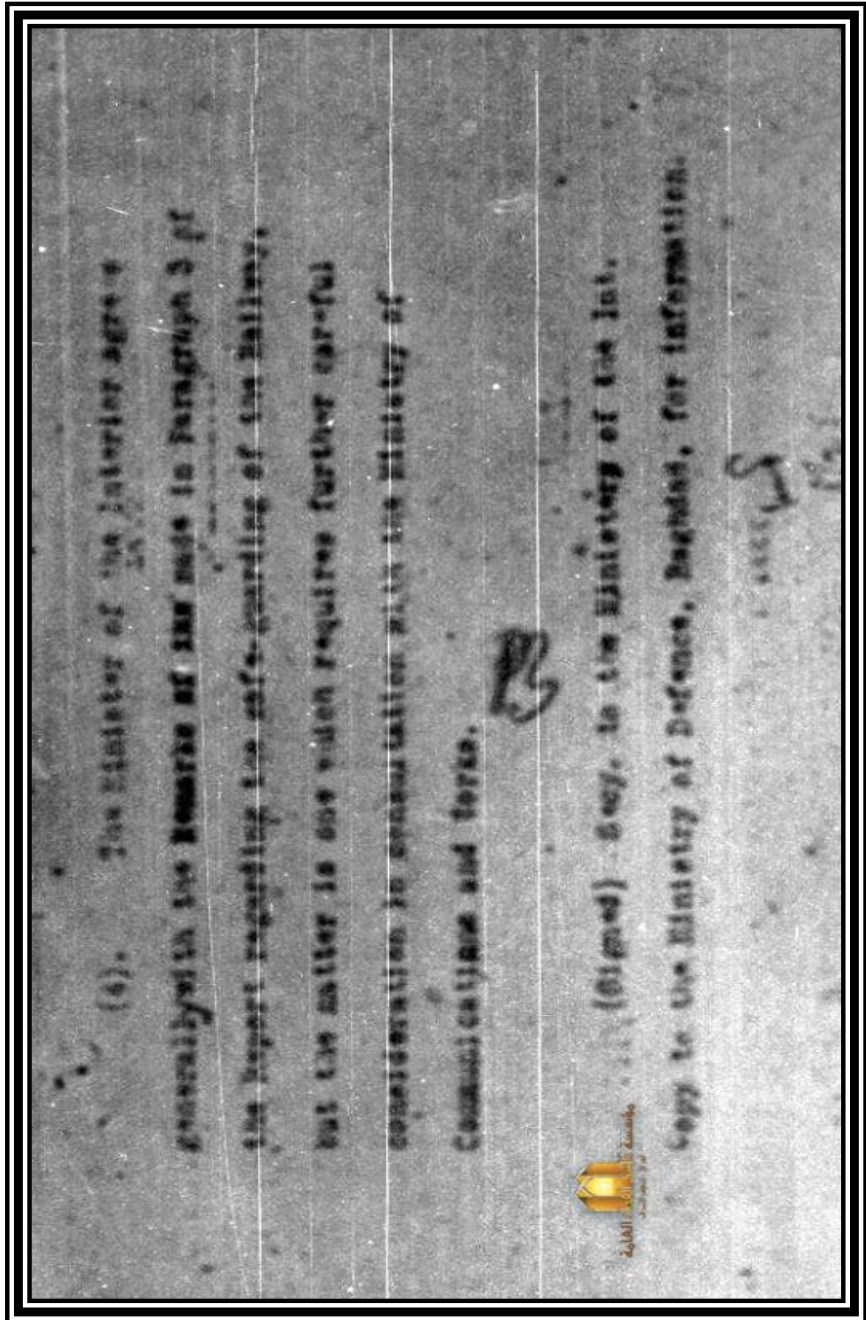 (4). The Minister of the Interior agrees
generally with the Remarks of the made in Paragraph 3 of
the Report regarding the safe-guarding of the Railway,
but the matter is one which requires further careful
consideration in consultation with the Ministry of
Communications and Works.
(Signed) Secy. to the Ministery of the Int.
Copy to the Ministry of Defence, Baghdad, for information.